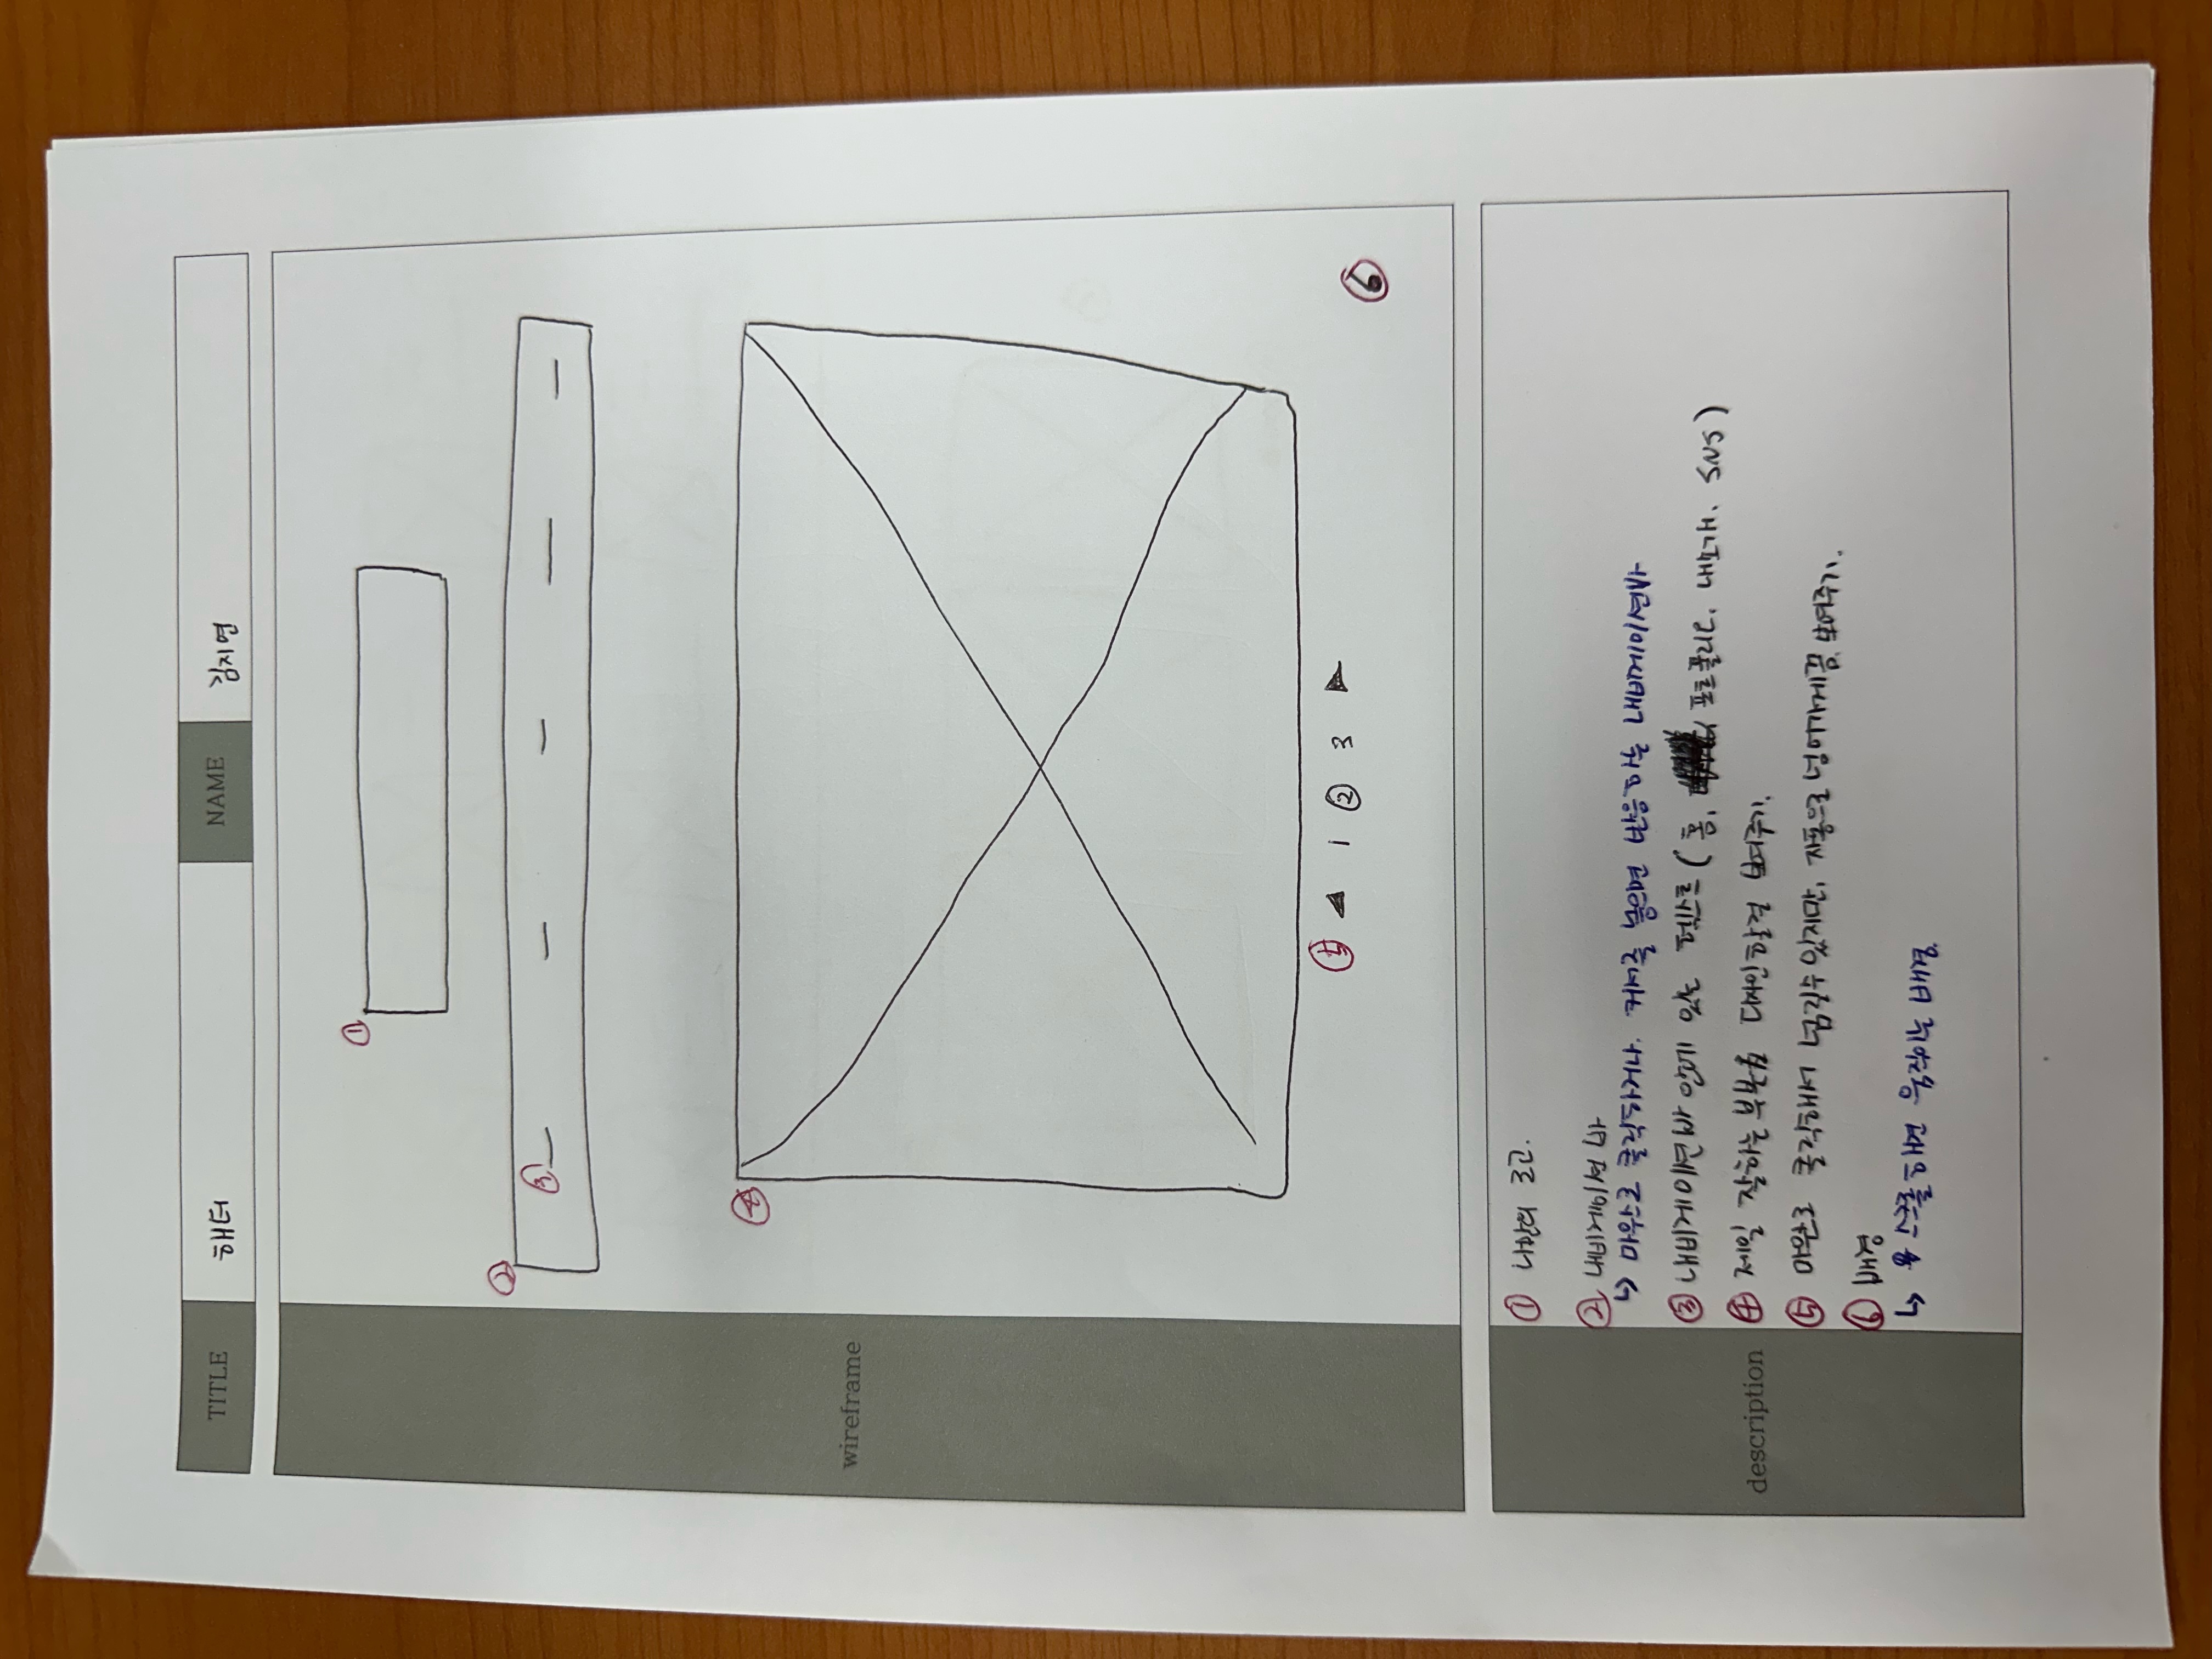 TITLE 해더 NAME 김지연
wireframe
①
②
③
④
⑤ ◀ 1 ② 3 ▶
⑥
description
① 나만의 로고.
② 내비게이션 바
↳ 마우스로 클릭하거나. 커서를 놓으면 반응하는 내비게이션바
③ 내비게이션바 안에 있는 텍스트 ( 홈, 포트폴리오, 내소개. SNS )
④ 제일 잘하는 부분을 디자인한걸 보여주기.
⑤ 마우스로 클릭해서 넘길수 있지만, 자동으로 넘어가게끔 보여주기.
⑥ 배경
↳ 스크롤 하면 움직이는 배경.